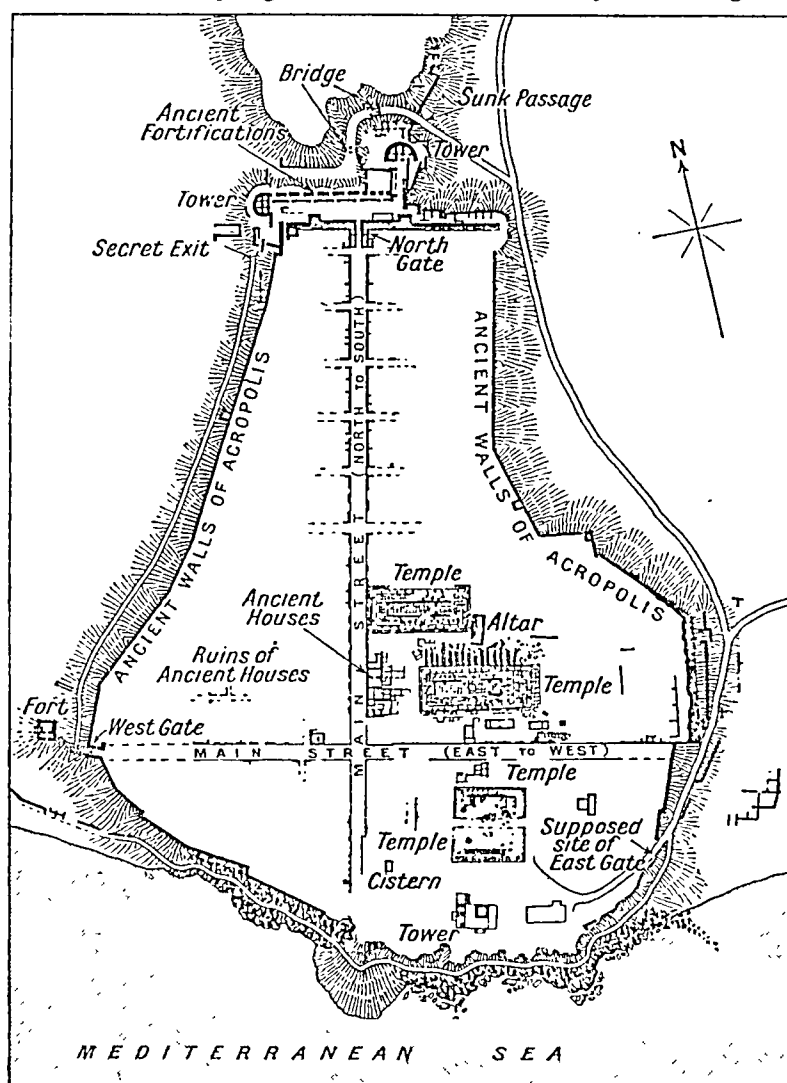 Bridge
Sunk Passage
Ancient
Fortifications
Tower
N
Tower
Secret Exit
North
Gate
ANCIENT WALLS OF ACROPOLIS
ANCIENT WALLS OF ACROPOLIS
MAIN STREET (NORTH to SOUTH)
Temple
Ancient
Houses
Altar
Ruins of
Ancient Houses
Temple
Fort
West Gate
MAIN STREET (EAST to WEST)
Temple
Supposed
site of
East Gate
Temple
Cistern
Tower
MEDITERRANEAN SEA